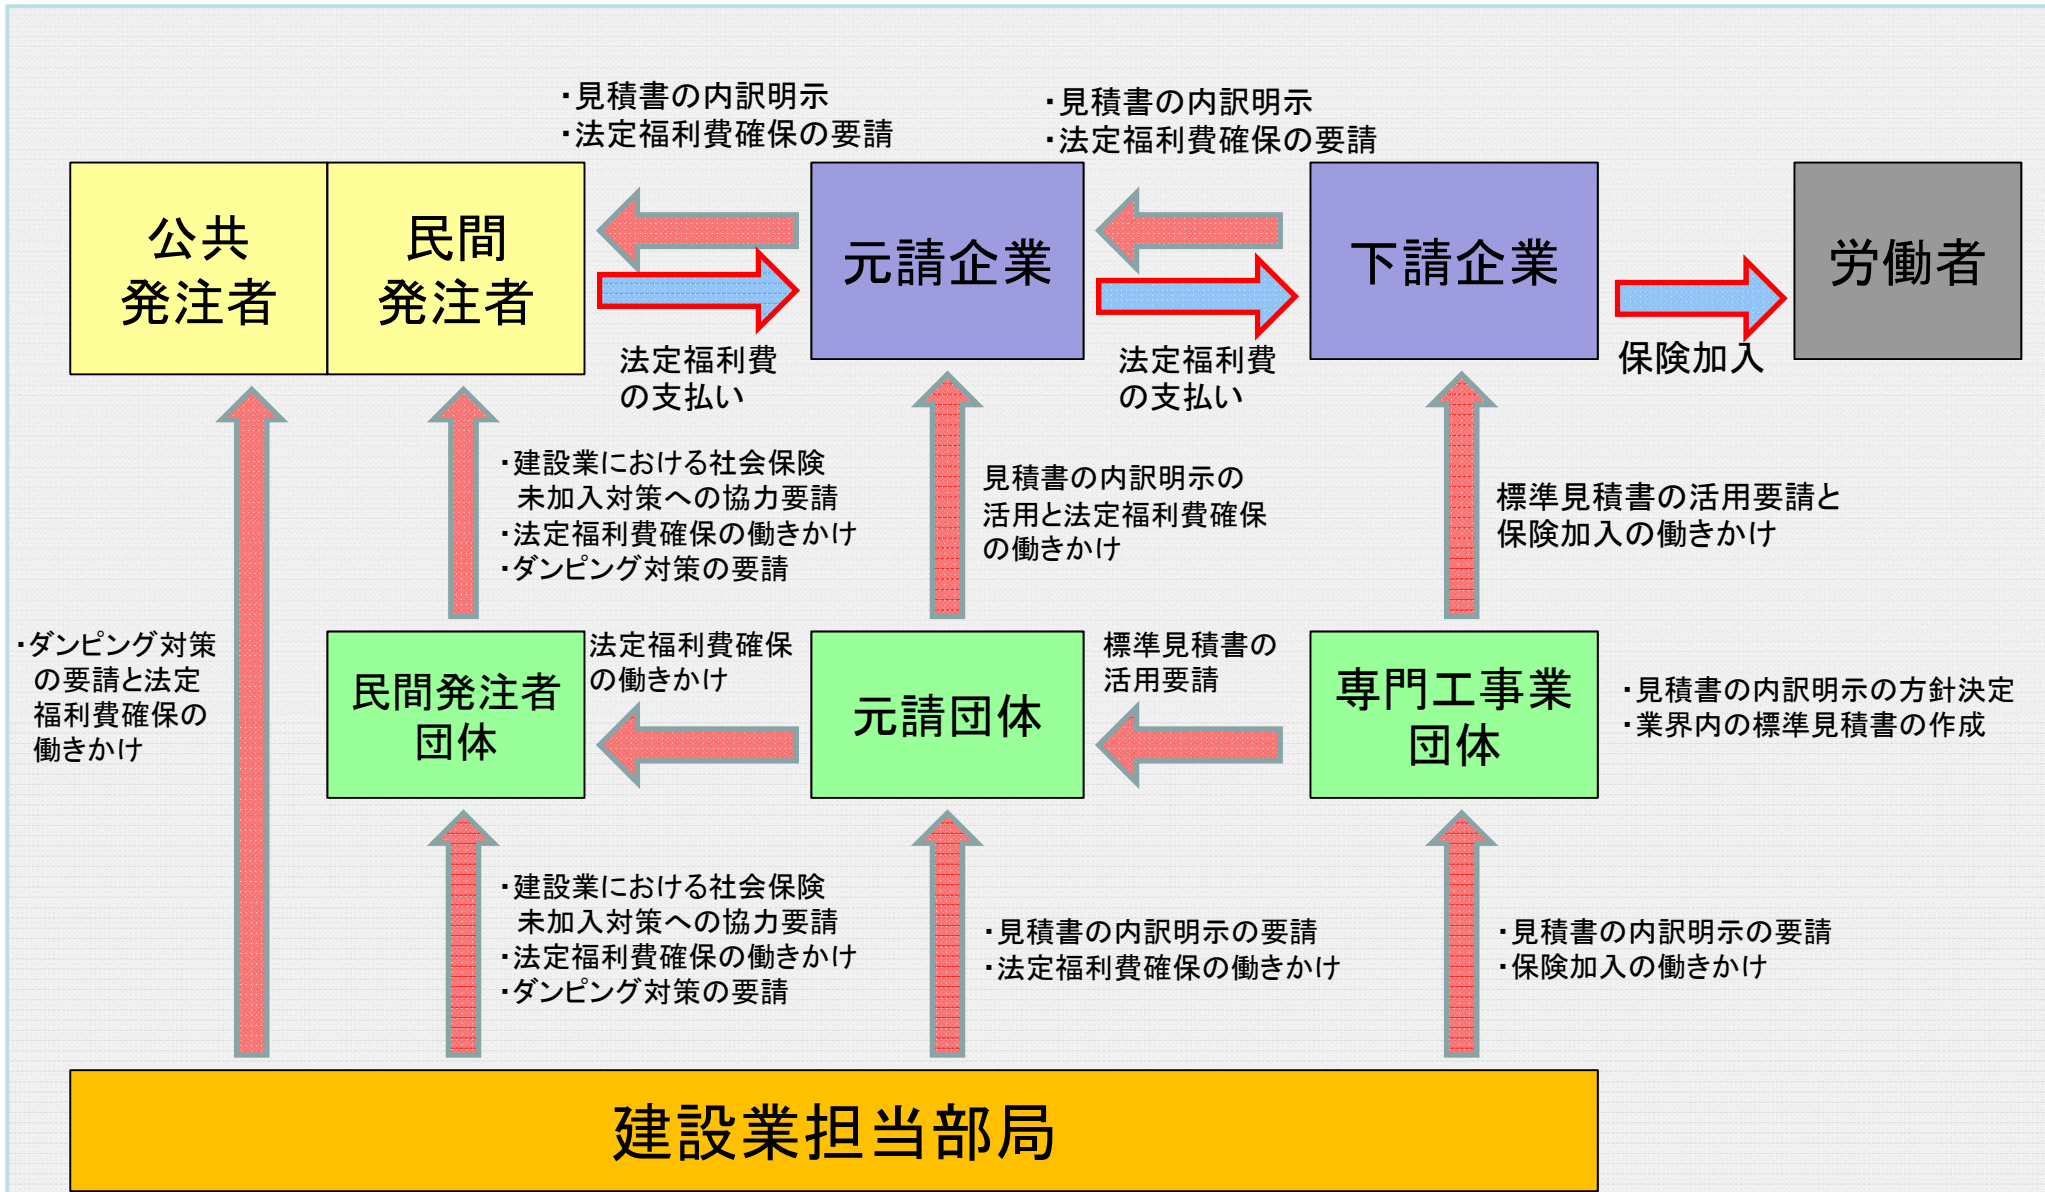 ・見積書の内訳明示
・法定福利費確保の要請
・見積書の内訳明示
・法定福利費確保の要請
公共
発注者
民間
発注者
元請企業
下請企業
労働者
法定福利費
の支払い
法定福利費
の支払い
保険加入
・建設業における社会保険
未加入対策への協力要請
・法定福利費確保の働きかけ
・ダンピング対策の要請
見積書の内訳明示の
活用と法定福利費確保
の働きかけ
標準見積書の活用要請と
保険加入の働きかけ
・ダンピング対策
の要請と法定
福利費確保の
働きかけ
民間発注者
団体
法定福利費確保
の働きかけ
元請団体
標準見積書の
活用要請
専門工事業
団体
・見積書の内訳明示の方針決定
・業界内の標準見積書の作成
・建設業における社会保険
未加入対策への協力要請
・法定福利費確保の働きかけ
・ダンピング対策の要請
・見積書の内訳明示の要請
・法定福利費確保の働きかけ
・見積書の内訳明示の要請
・保険加入の働きかけ
建設業担当部局